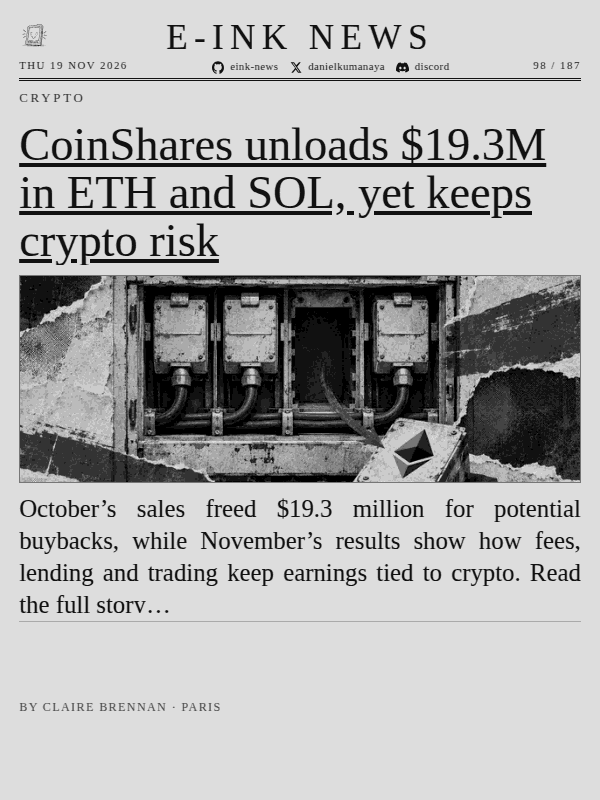 E-INK NEWS
THU 19 NOV 2026
eink-news
danielkumanaya
discord
98 / 187
CRYPTO
CoinShares unloads $19.3M
in ETH and SOL, yet keeps
crypto risk
October’s sales freed $19.3 million for potential
buybacks, while November’s results show how fees,
lending and trading keep earnings tied to crypto. Read
the full story…
BY CLAIRE BRENNAN · PARIS